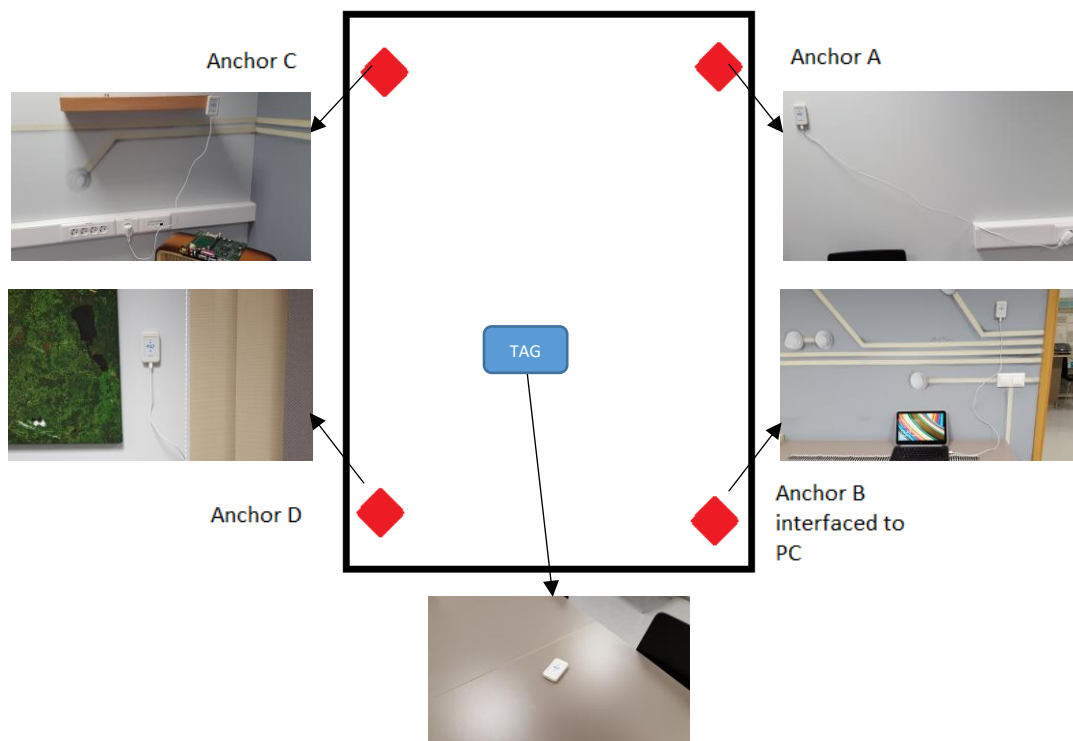 Anchor C
Anchor A
TAG
Anchor D
Anchor B
interfaced to
PC